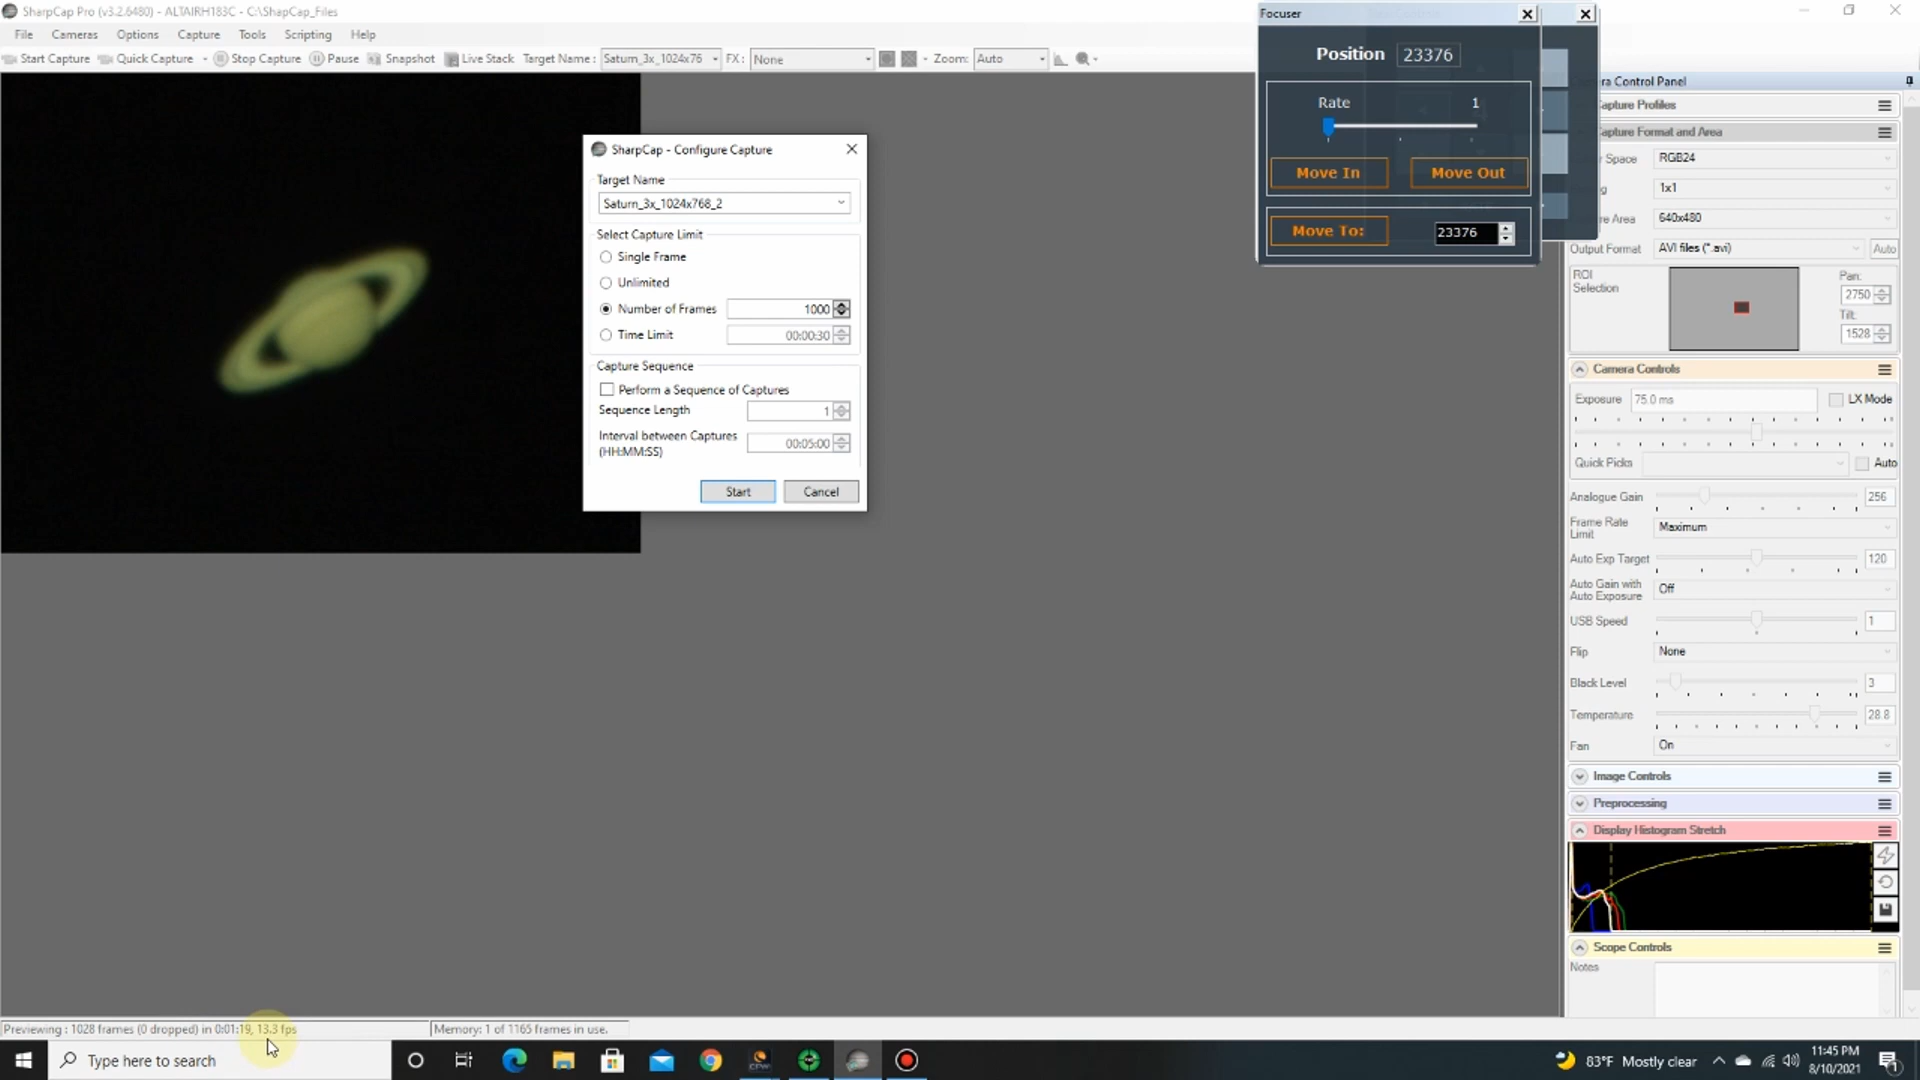 SharpCap Pro (v3.2.6480) - ALTAIRH183C - C:\ShapCap_Files
File Cameras Options Capture Tools Scripting Help
Start Capture Quick Capture Stop Capture Pause Snapshot Live Stack Target Name : Saturn_3x_1024x76 FX : None Zoom: Auto
SharpCap - Configure Capture
Target Name
Saturn_3x_1024x768_2
Select Capture Limit
Single Frame
Unlimited
Number of Frames 1000
Time Limit 00:00:30
Capture Sequence
Perform a Sequence of Captures
Sequence Length 1
Interval between Captures 00:05:00
(HH:MM:SS)
Start Cancel
Focuser
Position 23376
Rate 1
Move In Move Out
Move To: 23376
Control Panel
Capture Profiles
Capture Format and Area
Space RGB24
1x1
Area 640x480
Output Format AVI files (*.avi) Auto
ROI
Selection
Pan:
2750
Tilt:
1528
Camera Controls
Exposure 75.0 ms LX Mode
Quick Picks Auto
Analogue Gain 256
Frame Rate
Limit
Maximum
Auto Exp Target 120
Auto Gain with
Auto Exposure
Off
USB Speed 1
Flip None
Black Level 3
Temperature 28.8
Fan On
Image Controls
Preprocessing
Display Histogram Stretch
Scope Controls
Notes
Previewing : 1028 frames (0 dropped) in 0:01:19, 13.3 fps Memory: 1 of 1165 frames in use.
Type here to search
CPWI
83°F Mostly clear
11:45 PM
8/10/2021
1